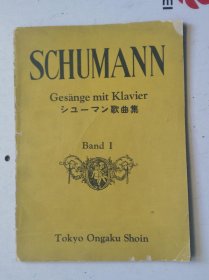 SCHUMANN
Gesänge mit Klavier
シューマン歌曲集
Band I
Tokyo Ongaku Shoin